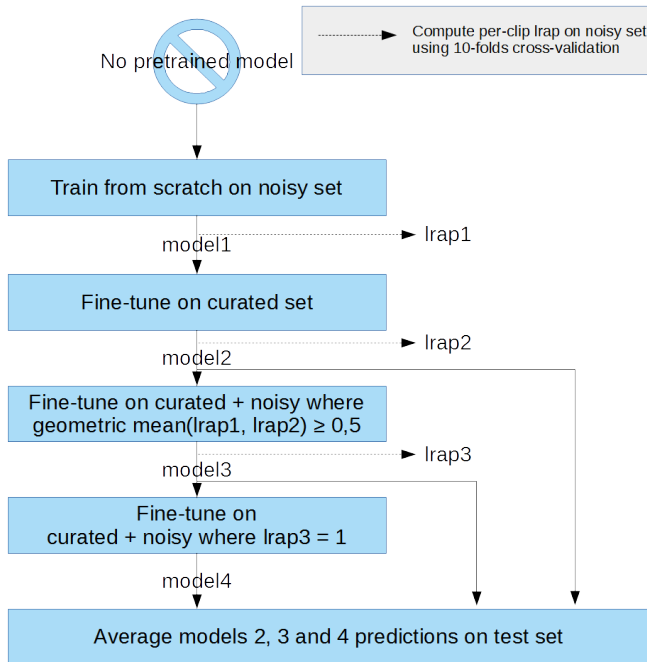 No pretrained model
Compute per-clip lrap on noisy set
using 10-folds cross-validation
Train from scratch on noisy set
lrap1
model1
Fine-tune on curated set
lrap2
model2
Fine-tune on curated + noisy where
geometric mean(lrap1, lrap2) ≥ 0,5
lrap3
model3
Fine-tune on
curated + noisy where lrap3 = 1
model4
Average models 2, 3 and 4 predictions on test set